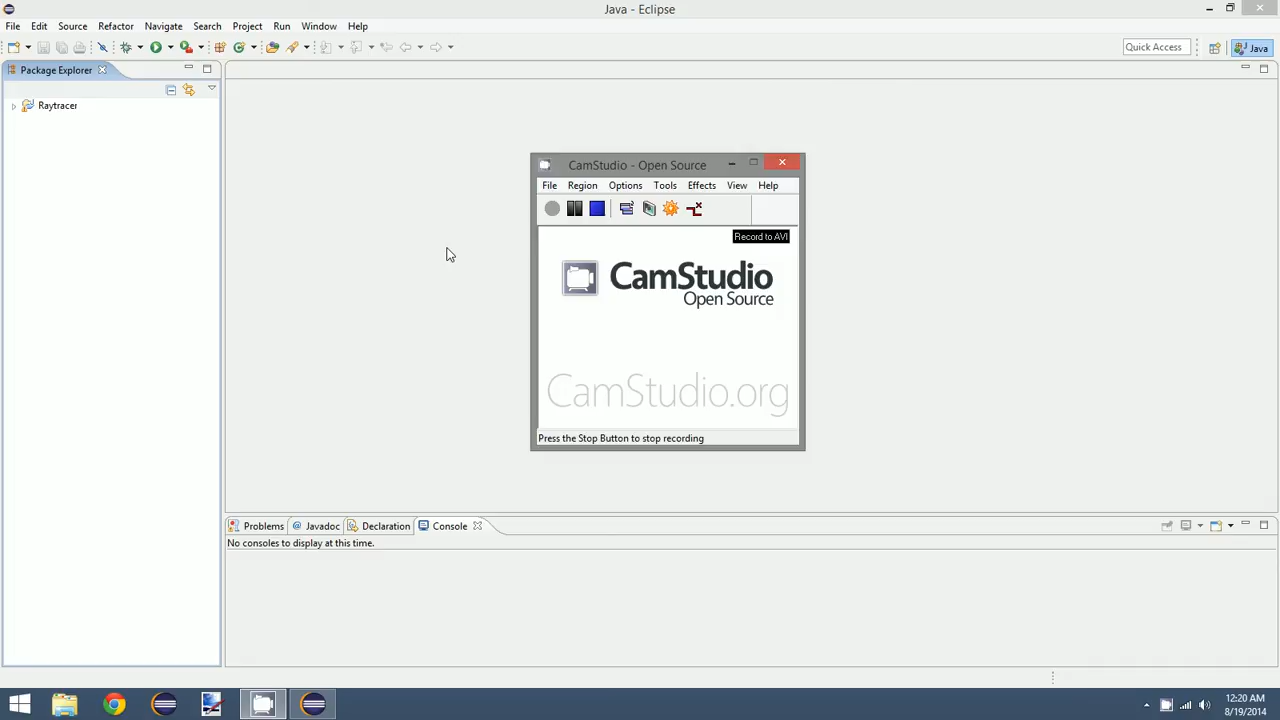 Java - Eclipse
File Edit Source Refactor Navigate Search Project Run Window Help
Quick Access
Java
Package Explorer
Raytracer
CamStudio - Open Source
File Region Options Tools Effects View Help
Record to AVI
CamStudio
Open Source
CamStudio.org
Press the Stop Button to stop recording
Problems @ Javadoc Declaration Console
No consoles to display at this time.
12:20 AM
8/19/2014